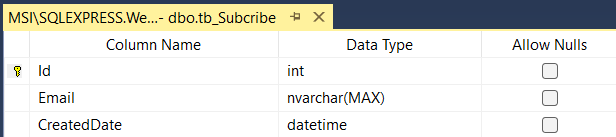 MSI\SQLEXPRESS.We...- dbo.tb_Subcribe
Column Name Data Type Allow Nulls
Id int
Email nvarchar(MAX)
CreatedDate datetime